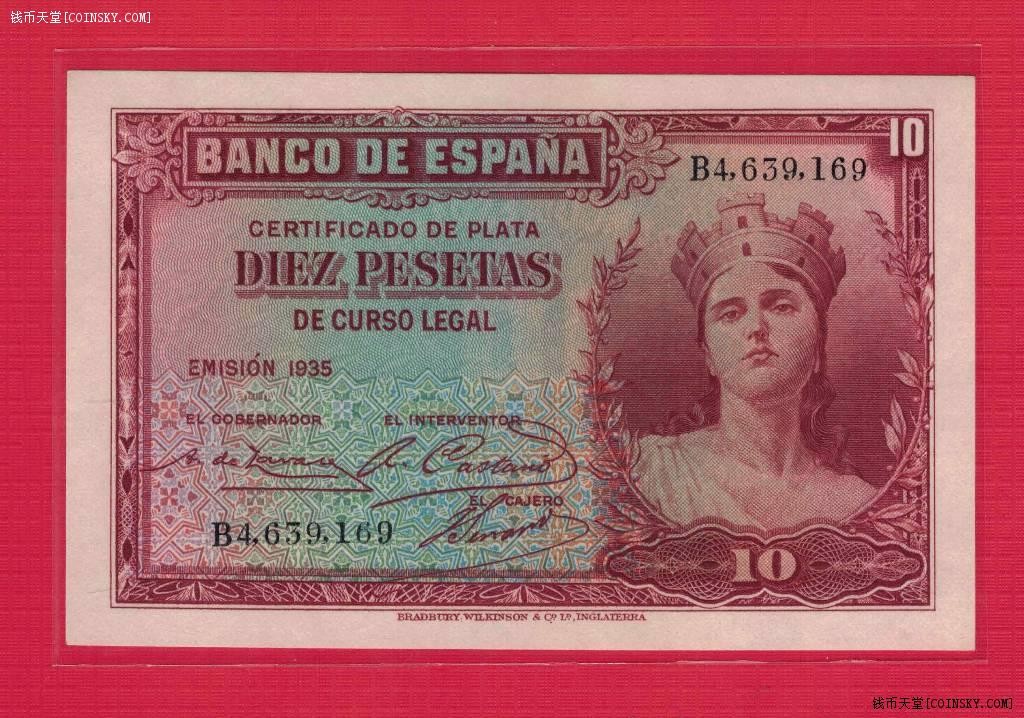 钱币天堂[COINSKY.COM]
10
BANCO DE ESPAÑA
B4,639,169
CERTIFICADO DE PLATA
DIEZ PESETAS
DE CURSO LEGAL
EMISIÓN 1935
EL GOBERNADOR EL INTERVENTOR
EL CAJERO
B4,639,169
10
BRADBURY, WILKINSON & Cº Lᴰ, INGLATERRA
钱币天堂[COINSKY.COM]